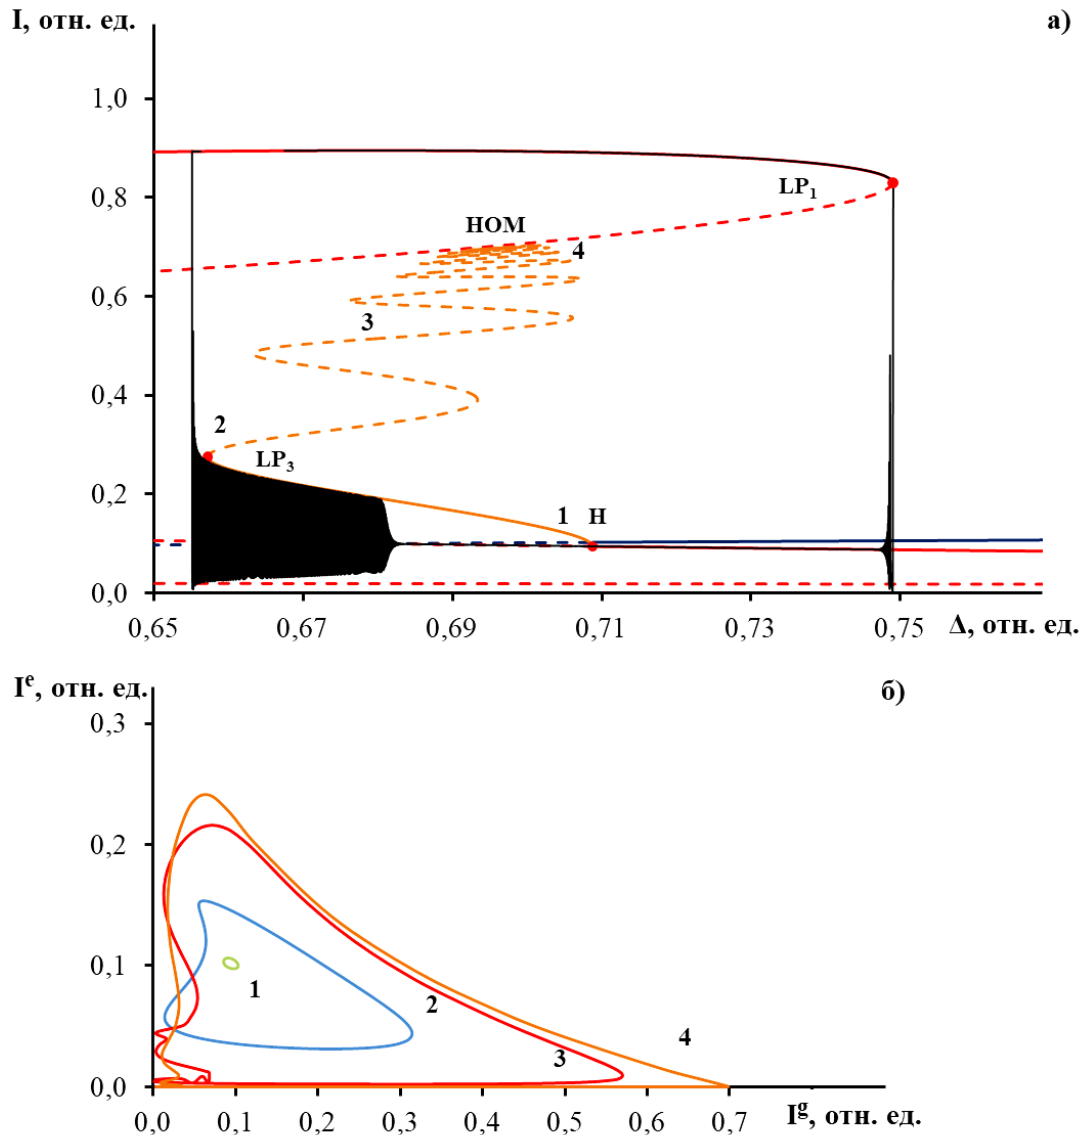 I, отн. ед.
а)
1,0
LP1
0,8
HOM
4
0,6
3
0,4
2
LP3
0,2
1 H
0,0
0,65 0,67 0,69 0,71 0,73 0,75 Δ, отн. ед.
Iᵉ, отн. ед.
б)
0,3
0,2
0,1
1
2
4
3
0,0
0,0 0,1 0,2 0,3 0,4 0,5 0,6 0,7 Iᵍ, отн. ед.